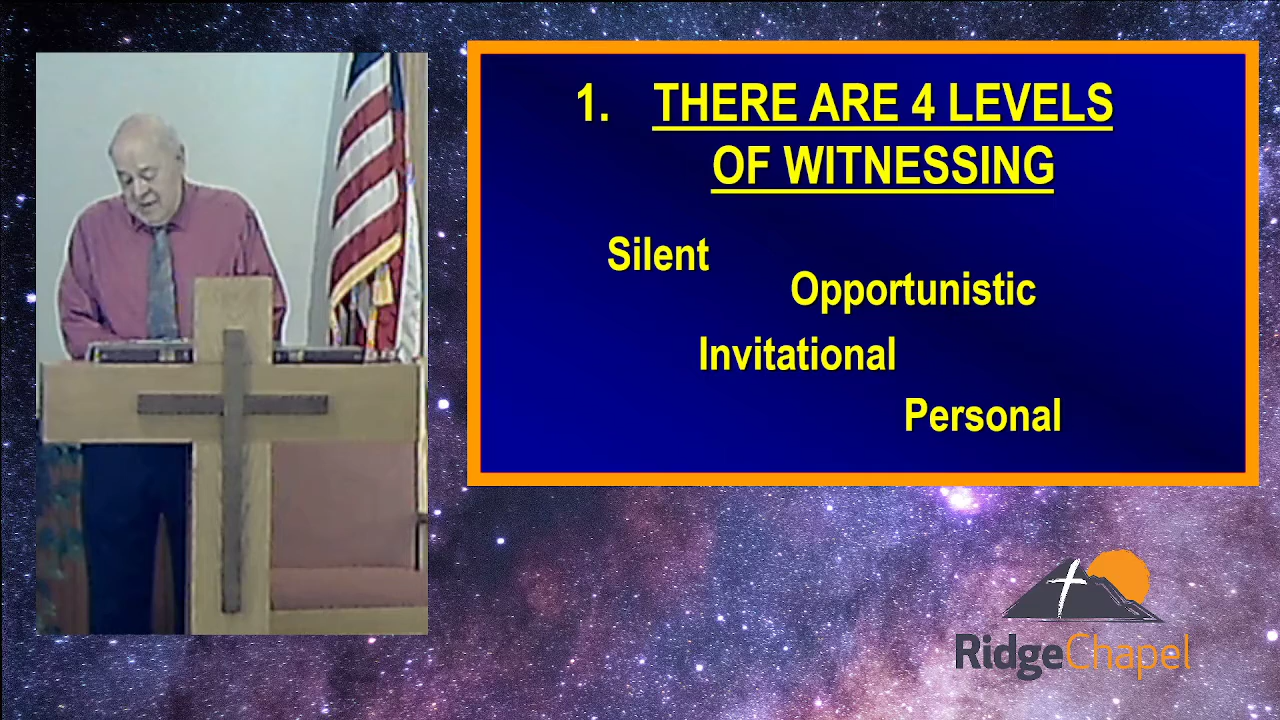 1. THERE ARE 4 LEVELS
OF WITNESSING
Silent
Opportunistic
Invitational
Personal
RidgeChapel